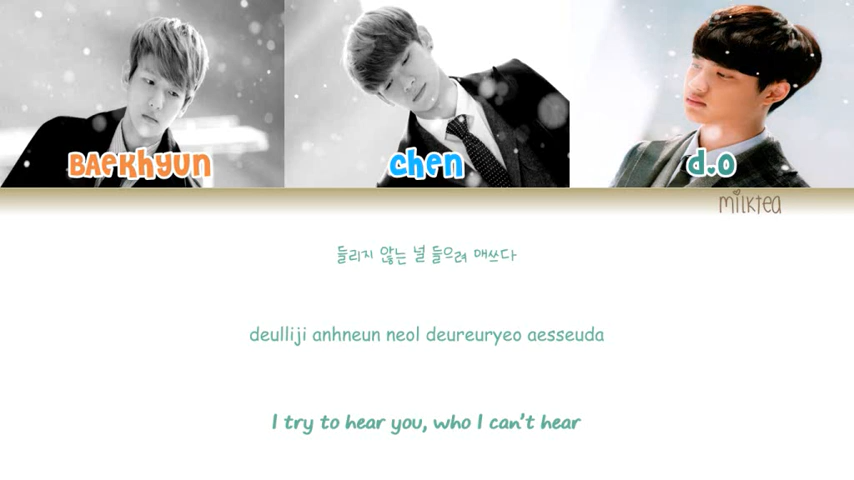 BAEKHYUN
CHEN
D.O
milktea
들리지 않는 널 들으려 애쓰다
deulliji anhneun neol deureuryeo aesseuda
I try to hear you, who I can't hear